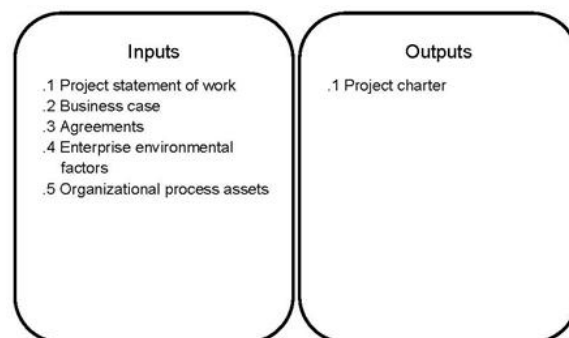 Inputs
.1 Project statement of work
.2 Business case
.3 Agreements
.4 Enterprise environmental
factors
.5 Organizational process assets
Outputs
.1 Project charter